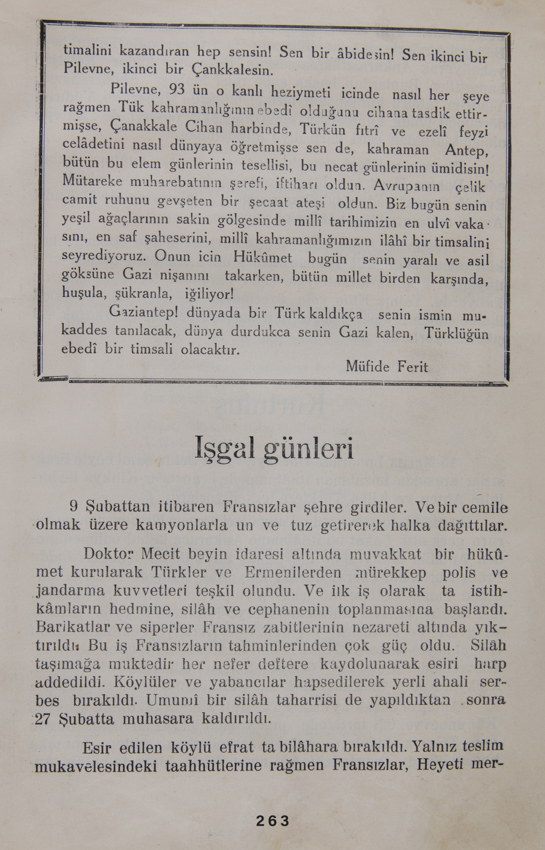 timalini kazandıran hep sensin! Sen bir âbidesin! Sen ikinci bir
Pilevne, ikinci bir Çankkalesin.
Pilevne, 93 ün o kanlı heziymeti icinde nasıl her şeye
rağmen Tük kahramanlığının ebedî olduğunu cihana tasdik ettir-
mişse, Çanakkale Cihan harbinde, Türkün fıtrî ve ezelî feyzi
celâdetini nasıl dünyaya öğretmişse sen de, kahraman Antep,
bütün bu elem günlerinin tesellisi, bu necat günlerinin ümidisin!
Mütareke muharebatının şerefi, iftiharı oldun. Avrupanın çelik
camit ruhunu gevşeten bir şecaat ateşi oldun. Biz bugün senin
yeşil ağaçlarının sakin gölgesinde millî tarihimizin en ulvî vaka-
sını, en saf şaheserini, millî kahramanlığımızın ilâhî bir timsalini
seyrediyoruz. Onun icin Hükûmet bugün senin yaralı ve asil
göksüne Gazi nişanını takarken, bütün millet birden karşında,
huşula, şükranla, iğiliyor!
Gaziantep! dünyada bir Türk kaldıkça senin ismin mu-
kaddes tanılacak, dünya durdukca senin Gazi kalen, Türklüğün
ebedî bir timsali olacaktır.
Müfide Ferit
Işgal günleri
9 Şubattan itibaren Fransızlar şehre girdiler. Ve bir cemile
olmak üzere kamyonlarla un ve tuz getirerek halka dağıttılar.
Doktor Mecit beyin idaresi altında muvakkat bir hükû-
met kurularak Türkler ve Ermenilerden mürekkep polis ve
jandarma kuvvetleri teşkil olundu. Ve ilk iş olarak ta istih-
kâmların hedmine, silâh ve cephanenin toplanmasına başlandı.
Barikatlar ve siperler Fransız zabitlerinin nezareti altında yık-
tırıldı Bu iş Fransızların tahminlerinden çok güç oldu. Silâh
taşımağa muktedir her nefer deftere kaydolunarak esiri harp
addedildi. Köylüler ve yabancılar hapsedilerek yerli ahali ser-
bes bırakıldı. Umumî bir silâh taharrisi de yapıldıktan sonra
27 Şubatta muhasara kaldırıldı.
Esir edilen köylü efrat ta bilâhara bırakıldı. Yalnız teslim
mukavelesindeki taahhütlerine rağmen Fransızlar, Heyeti mer-
263